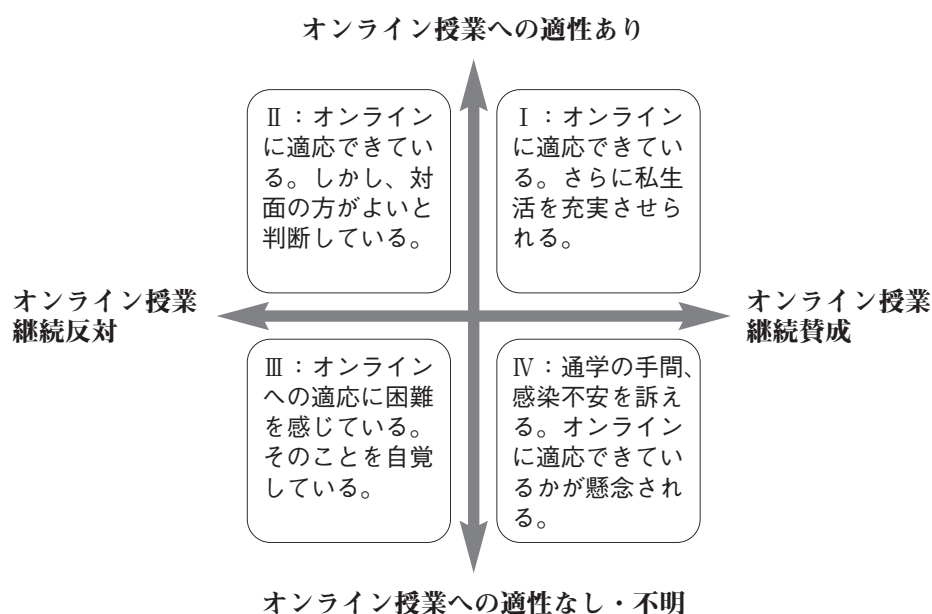 オンライン授業への適性あり
Ⅱ：オンライン
に適応できてい
る。しかし、対
面の方がよいと
判断している。
Ⅰ：オンライン
に適応できてい
る。さらに私生
活を充実させら
れる。
オンライン授業
継続反対
オンライン授業
継続賛成
Ⅲ：オンライン
への適応に困難
を感じている。
そのことを自覚
している。
Ⅳ：通学の手間、
感染不安を訴え
る。オンライン
に適応できてい
るかが懸念され
る。
オンライン授業への適性なし・不明